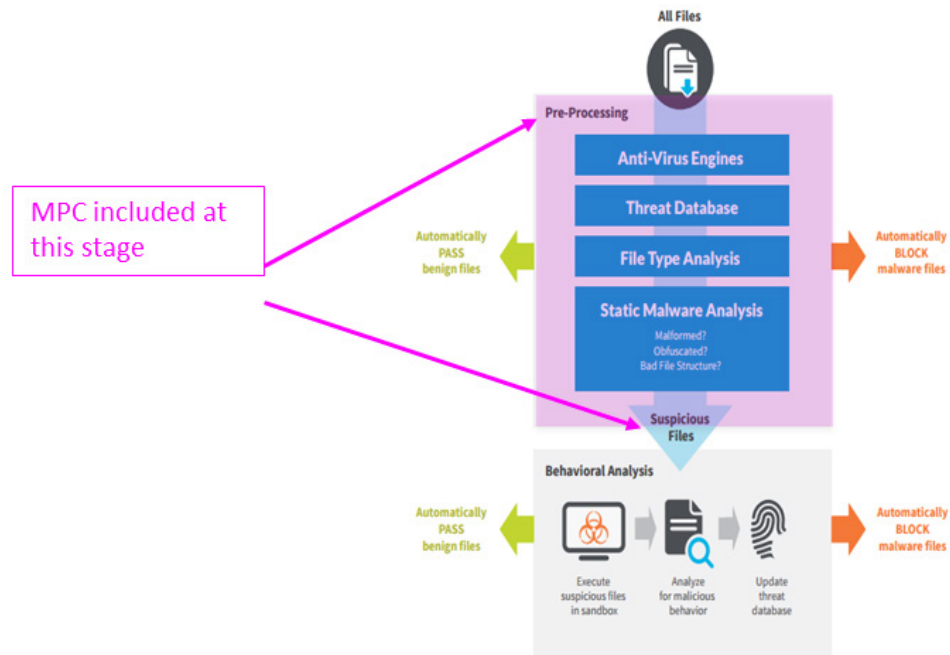 All Files
Pre-Processing
Anti-Virus Engines
Threat Database
MPC included at
this stage
Automatically
PASS
benign files
File Type Analysis
Automatically
BLOCK
malware files
Static Malware Analysis
Malformed?
Obfuscated?
Bad File Structure?
Suspicious
Files
Behavioral Analysis
Automatically
PASS
benign files
Automatically
BLOCK
malware files
Execute
suspicious files
in sandbox
Analyze
for malicious
behavior
Update
threat
database